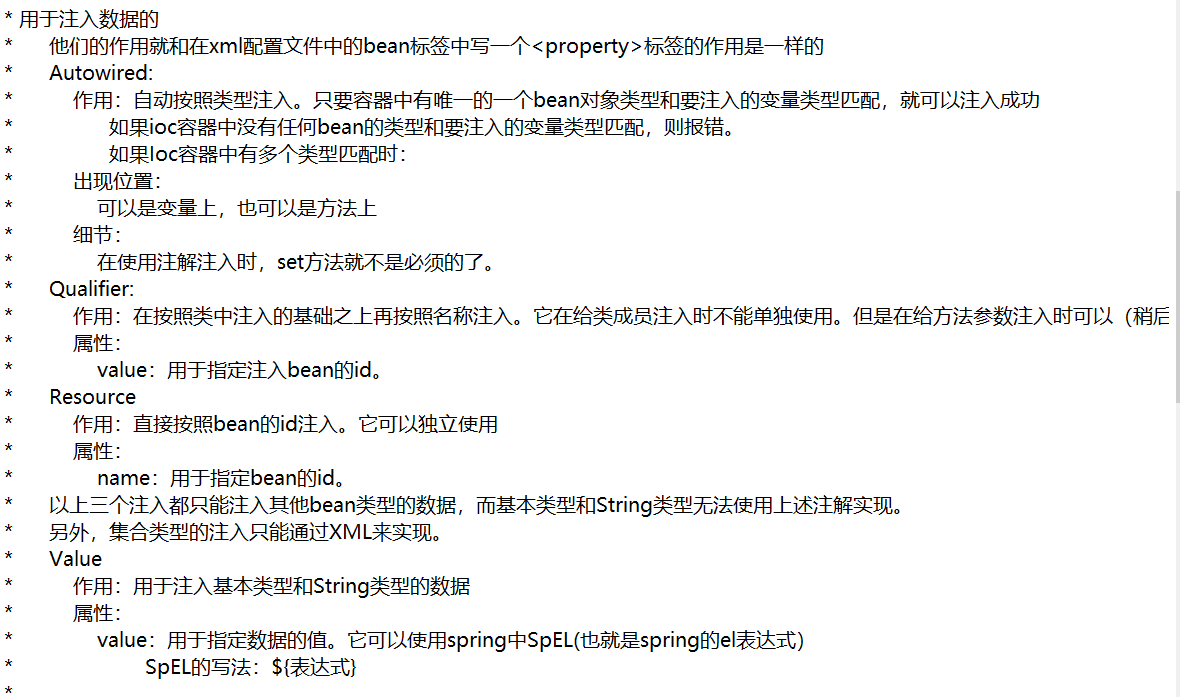 * 用于注入数据的
* 他们的作用就和在xml配置文件中的bean标签中写一个<property>标签的作用是一样的
* Autowired:
* 作用：自动按照类型注入。只要容器中有唯一的一个bean对象类型和要注入的变量类型匹配，就可以注入成功
* 如果ioc容器中没有任何bean的类型和要注入的变量类型匹配，则报错。
* 如果Ioc容器中有多个类型匹配时：
* 出现位置：
* 可以是变量上，也可以是方法上
* 细节：
* 在使用注解注入时，set方法就不是必须的了。
* Qualifier:
* 作用：在按照类中注入的基础之上再按照名称注入。它在给类成员注入时不能单独使用。但是在给方法参数注入时可以（稍后
* 属性：
* value：用于指定注入bean的id。
* Resource
* 作用：直接按照bean的id注入。它可以独立使用
* 属性：
* name：用于指定bean的id。
* 以上三个注入都只能注入其他bean类型的数据，而基本类型和String类型无法使用上述注解实现。
* 另外，集合类型的注入只能通过XML来实现。
* Value
* 作用：用于注入基本类型和String类型的数据
* 属性：
* value：用于指定数据的值。它可以使用spring中SpEL(也就是spring的el表达式）
* SpEL的写法：${表达式}
*